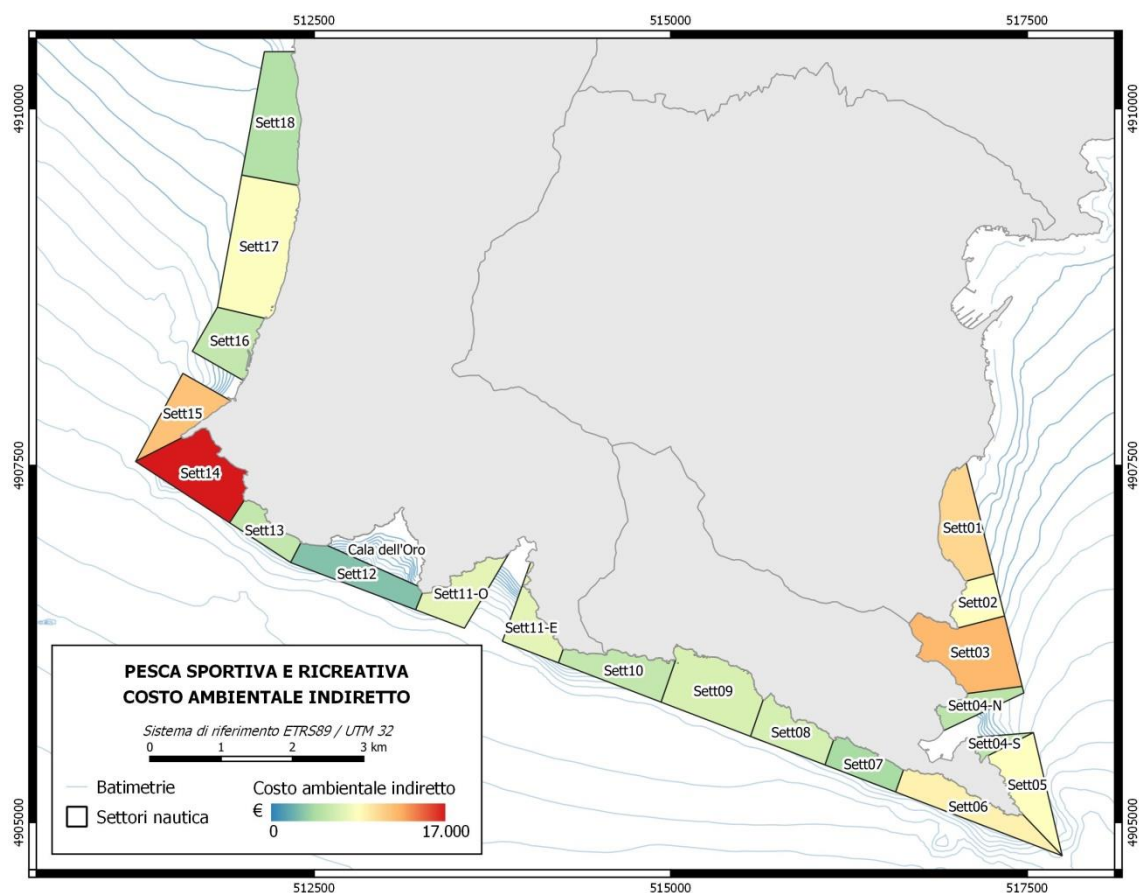 512500 515000 517500
4910000 4910000
Sett18
Sett17
Sett16
Sett15
4907500 4907500
Sett14
Sett01
Sett13
Cala dell'Oro
Sett12
Sett11-O
Sett02
Sett11-E
Sett03
Sett10
Sett09
Sett04-N
Sett08
Sett04-S
Sett07
Sett05
Sett06
4905000 4905000
PESCA SPORTIVA E RICREATIVA
COSTO AMBIENTALE INDIRETTO
Sistema di riferimento ETRS89 / UTM 32
0 1 2 3 km
Batimetrie
Settori nautica
Costo ambientale indiretto
€
0 17.000
512500 515000 517500